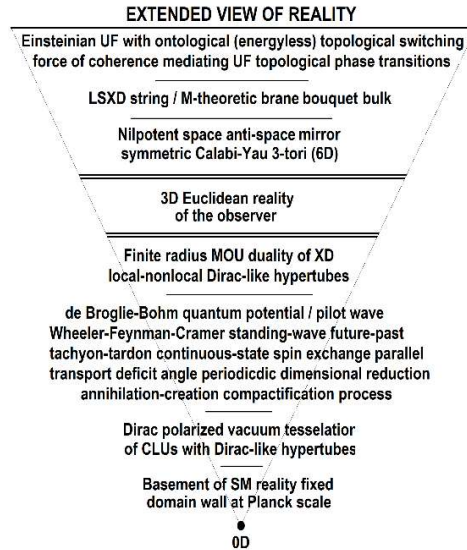 EXTENDED VIEW OF REALITY
Einsteinian UF with ontological (energyless) topological switching
force of coherence mediating UF topological phase transitions
LSXD string / M-theoretic brane bouquet bulk
Nilpotent space anti-space mirror
symmetric Calabi-Yau 3-tori (6D)
3D Euclidean reality
of the observer
Finite radius MOU duality of XD
local-nonlocal Dirac-like hypertubes
de Broglie-Bohm quantum potential / pilot wave
Wheeler-Feynman-Cramer standing-wave future-past
tachyon-tardon continuous-state spin exchange parallel
transport deficit angle periodicdic dimensional reduction
annihilation-creation compactification process
Dirac polarized vacuum tesselation
of CLUs with Dirac-like hypertubes
Basement of SM reality fixed
domain wall at Planck scale
0D